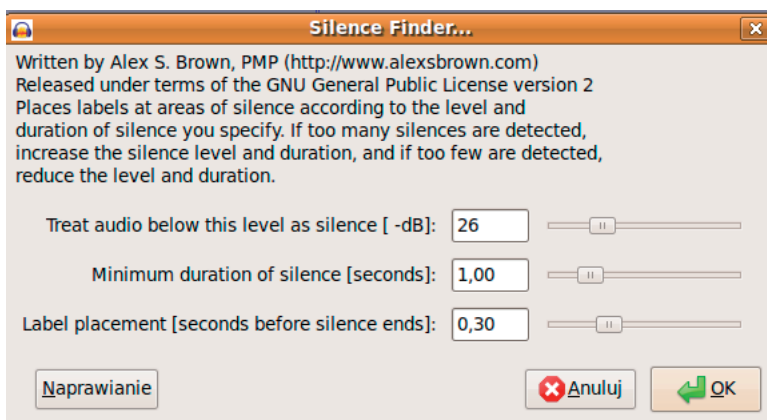 Silence Finder...
Written by Alex S. Brown, PMP (http://www.alexsbrown.com)
Released under terms of the GNU General Public License version 2
Places labels at areas of silence according to the level and
duration of silence you specify. If too many silences are detected,
increase the silence level and duration, and if too few are detected,
reduce the level and duration.
Treat audio below this level as silence [ -dB]: 26
Minimum duration of silence [seconds]: 1,00
Label placement [seconds before silence ends]: 0,30
Naprawianie Anuluj OK